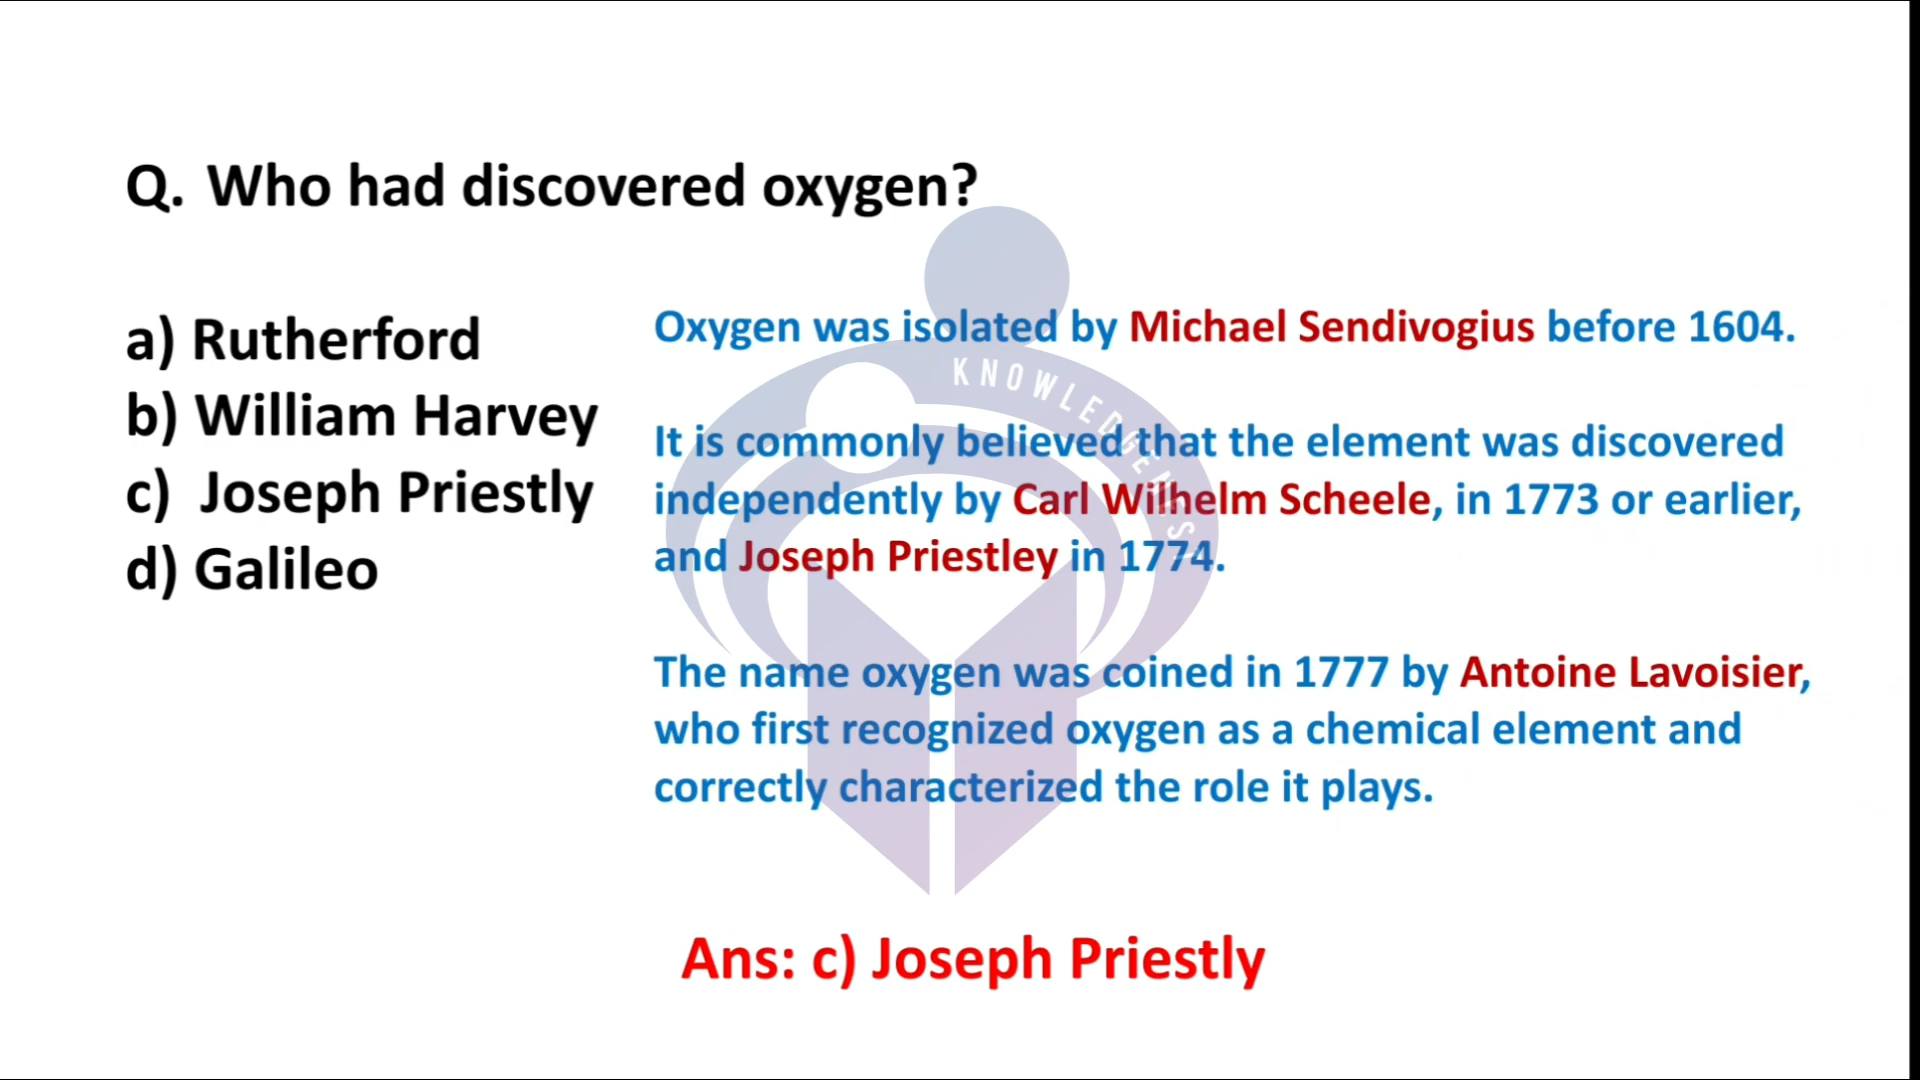 Q. Who had discovered oxygen?
a) Rutherford
b) William Harvey
c) Joseph Priestly
d) Galileo
Oxygen was isolated by Michael Sendivogius before 1604.
It is commonly believed that the element was discovered
independently by Carl Wilhelm Scheele, in 1773 or earlier,
and Joseph Priestley in 1774.
The name oxygen was coined in 1777 by Antoine Lavoisier,
who first recognized oxygen as a chemical element and
correctly characterized the role it plays.
Ans: c) Joseph Priestly